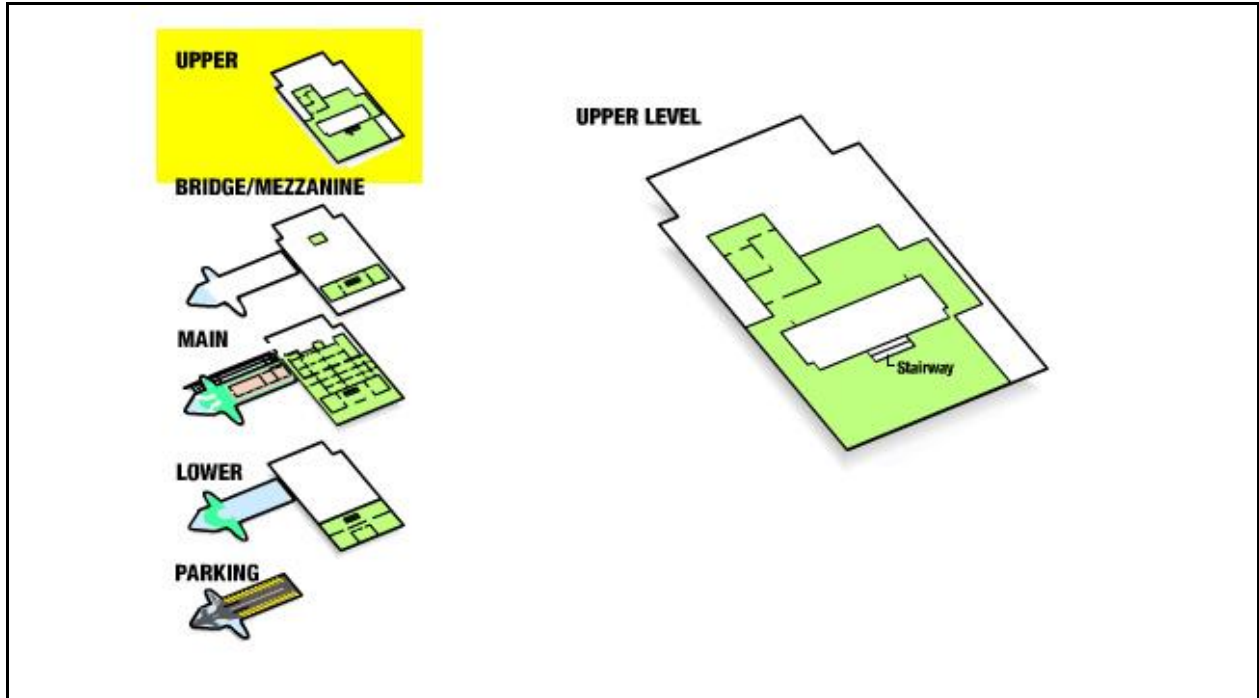 UPPER
UPPER LEVEL
Stairway
BRIDGE/MEZZANINE
MAIN
LOWER
PARKING